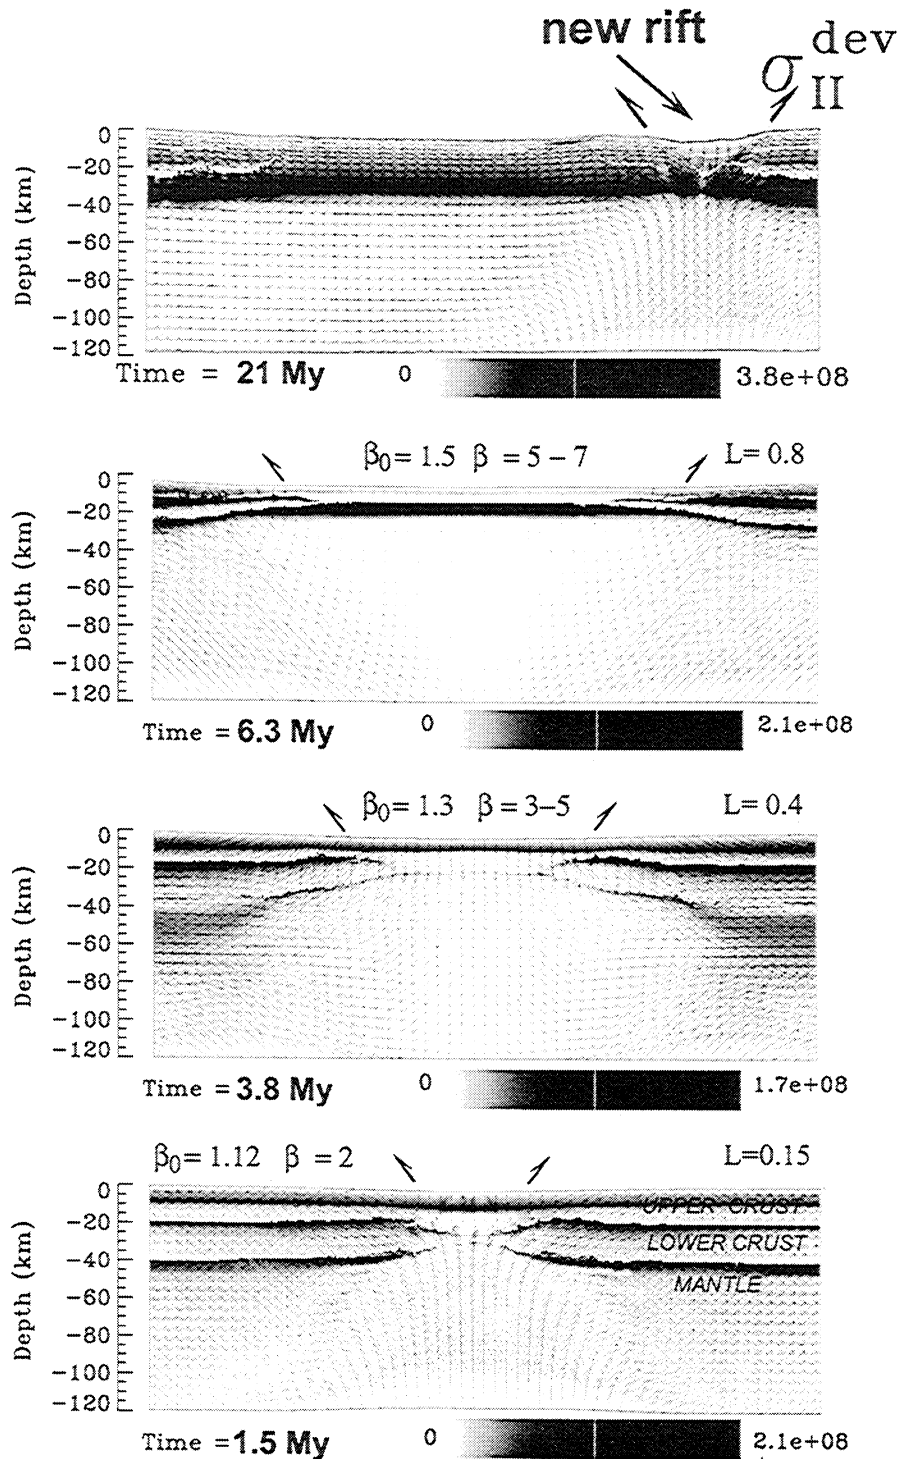 new rift
σ dev II
Depth (km)
0
−20
−40
−60
−80
−100
−120
Time = 21 My 0 3.8e+08
β0= 1.5 β = 5 – 7 L= 0.8
Depth (km)
0
−20
−40
−60
−80
−100
−120
Time = 6.3 My 0 2.1e+08
β0= 1.3 β = 3–5 L= 0.4
Depth (km)
0
−20
−40
−60
−80
−100
−120
Time = 3.8 My 0 1.7e+08
β0= 1.12 β = 2 L=0.15
Depth (km)
0
−20
−40
−60
−80
−100
−120
UPPER CRUST
LOWER CRUST
MANTLE
Time = 1.5 My 0 2.1e+08